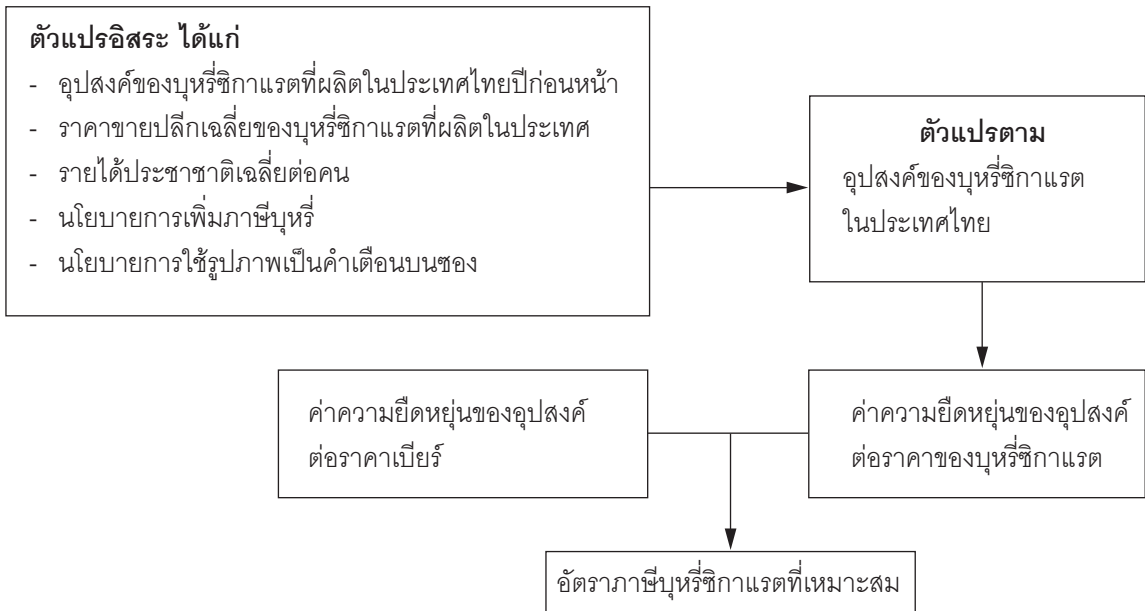 ตัวแปรอิสระ ได้แก่
- อุปสงค์ของบุหรี่ซิกาแรตที่ผลิตในประเทศไทยปีก่อนหน้า
- ราคาขายปลีกเฉลี่ยของบุหรี่ซิกาแรตที่ผลิตในประเทศ
- รายได้ประชาชาติเฉลี่ยต่อคน
- นโยบายการเพิ่มภาษีบุหรี่
- นโยบายการใช้รูปภาพเป็นคำเตือนบนซอง
ตัวแปรตาม
อุปสงค์ของบุหรี่ซิกาแรต
ในประเทศไทย
ค่าความยืดหยุ่นของอุปสงค์
ต่อราคาเบียร์
ค่าความยืดหยุ่นของอุปสงค์
ต่อราคาของบุหรี่ซิกาแรต
อัตราภาษีบุหรี่ซิกาแรตที่เหมาะสม